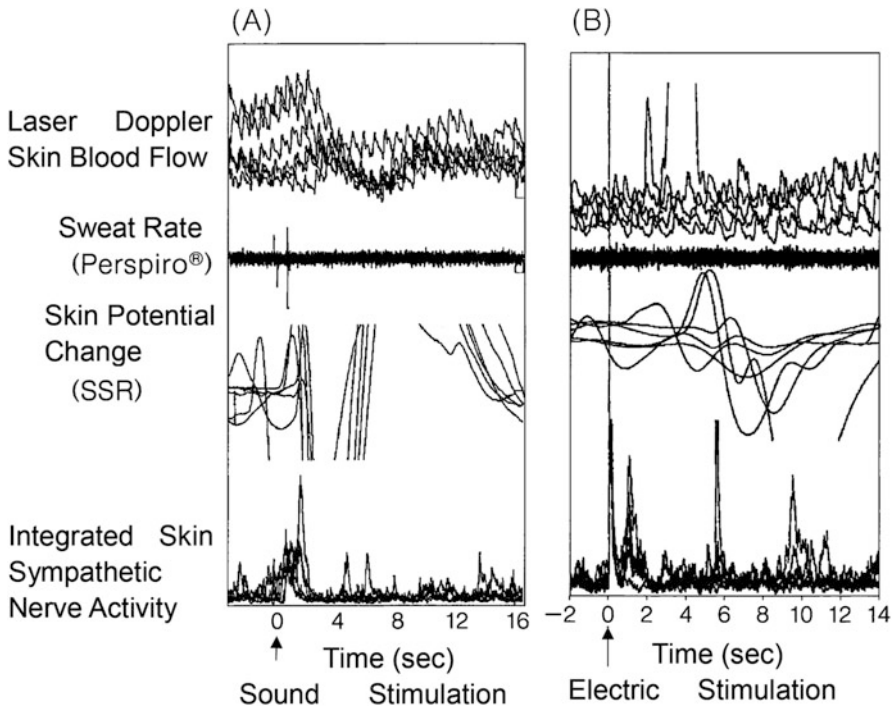 (A)
(B)
Laser Doppler
Skin Blood Flow
Sweat Rate
(Perspiro®)
Skin Potential
Change
(SSR)
Integrated Skin
Sympathetic
Nerve Activity
0 4 8 12 16
−2 0 2 4 6 8 10 12 14
Time (sec)
Time (sec)
Sound Stimulation
Electric Stimulation